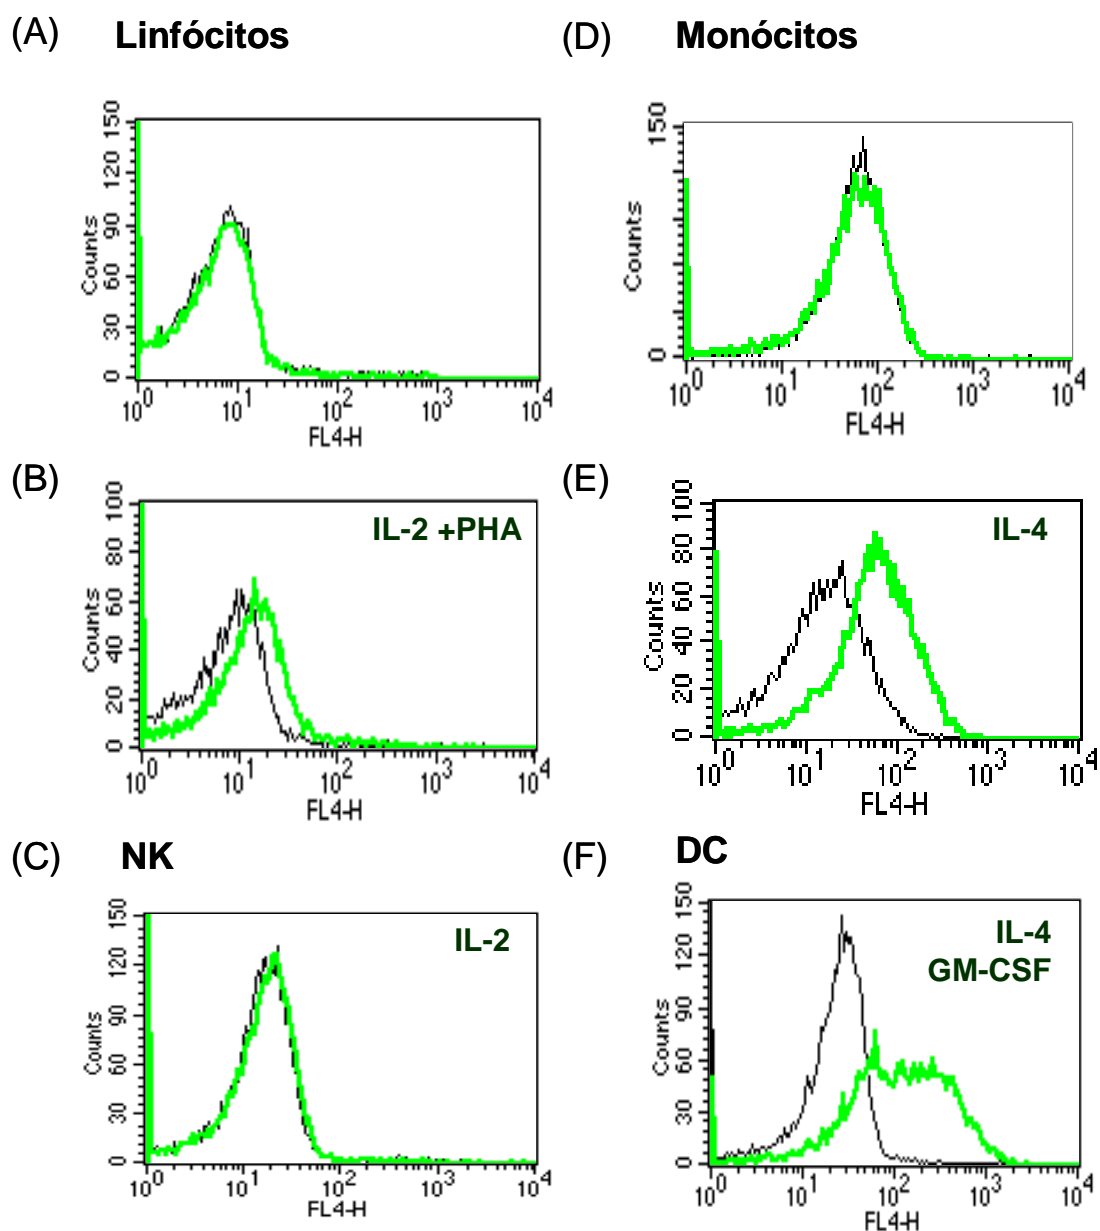 (A) Linfócitos
150
120
90
60
30
0
Counts
10^0 10^1 10^2 10^3 10^4
FL4-H
(B)
IL-2 +PHA
100
80
60
40
20
0
Counts
10^0 10^1 10^2 10^3 10^4
FL4-H
(C) NK
IL-2
150
120
90
60
30
0
Counts
10^0 10^1 10^2 10^3 10^4
FL4-H
(D) Monócitos
150
0
Counts
10^0 10^1 10^2 10^3 10^4
FL4-H
(E)
IL-4
100
80
60
40
20
0
Counts
10^0 10^1 10^2 10^3 10^4
FL4-H
(F) DC
IL-4
GM-CSF
150
120
90
60
30
0
Counts
10^0 10^1 10^2 10^3 10^4
FL4-H